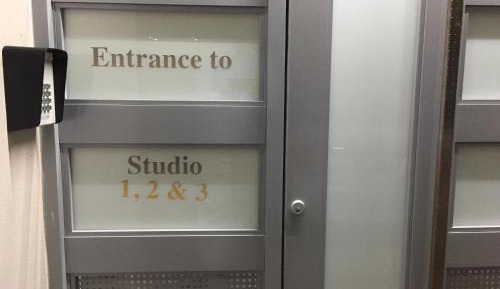 Entrance to
Studio
1, 2 & 3